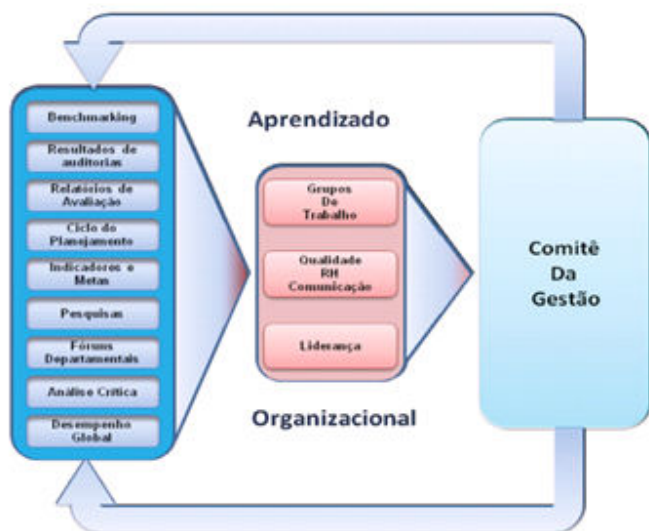 Benchmarking
Resultados de
auditorias
Relatórios de
Avaliação
Ciclo do
Planejamento
Indicadores e
Metas
Pesquisas
Fóruns
Departamentais
Análise Crítica
Desempenho
Global
Aprendizado
Grupos
De
Trabalho
Qualidade
RH
Comunicação
Liderança
Organizacional
Comitê
Da
Gestão